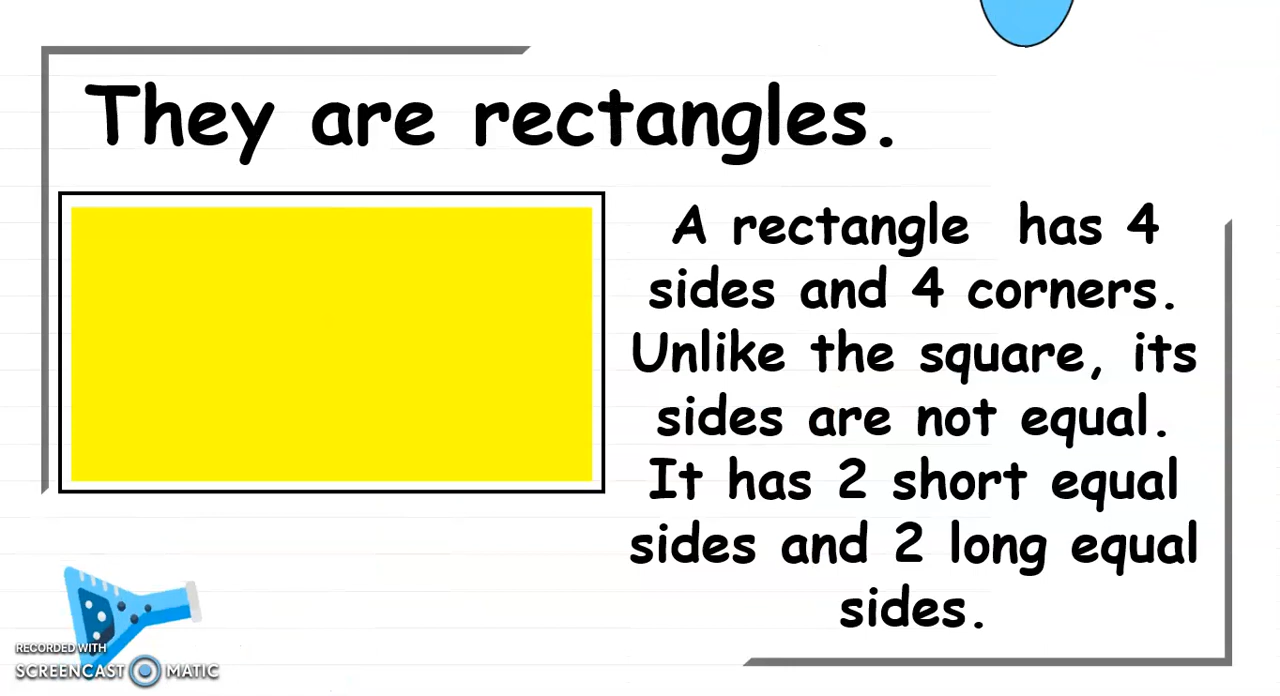 They are rectangles.
A rectangle has 4
sides and 4 corners.
Unlike the square, its
sides are not equal.
It has 2 short equal
sides and 2 long equal
sides.
RECORDED WITH
SCREENCAST MATIC